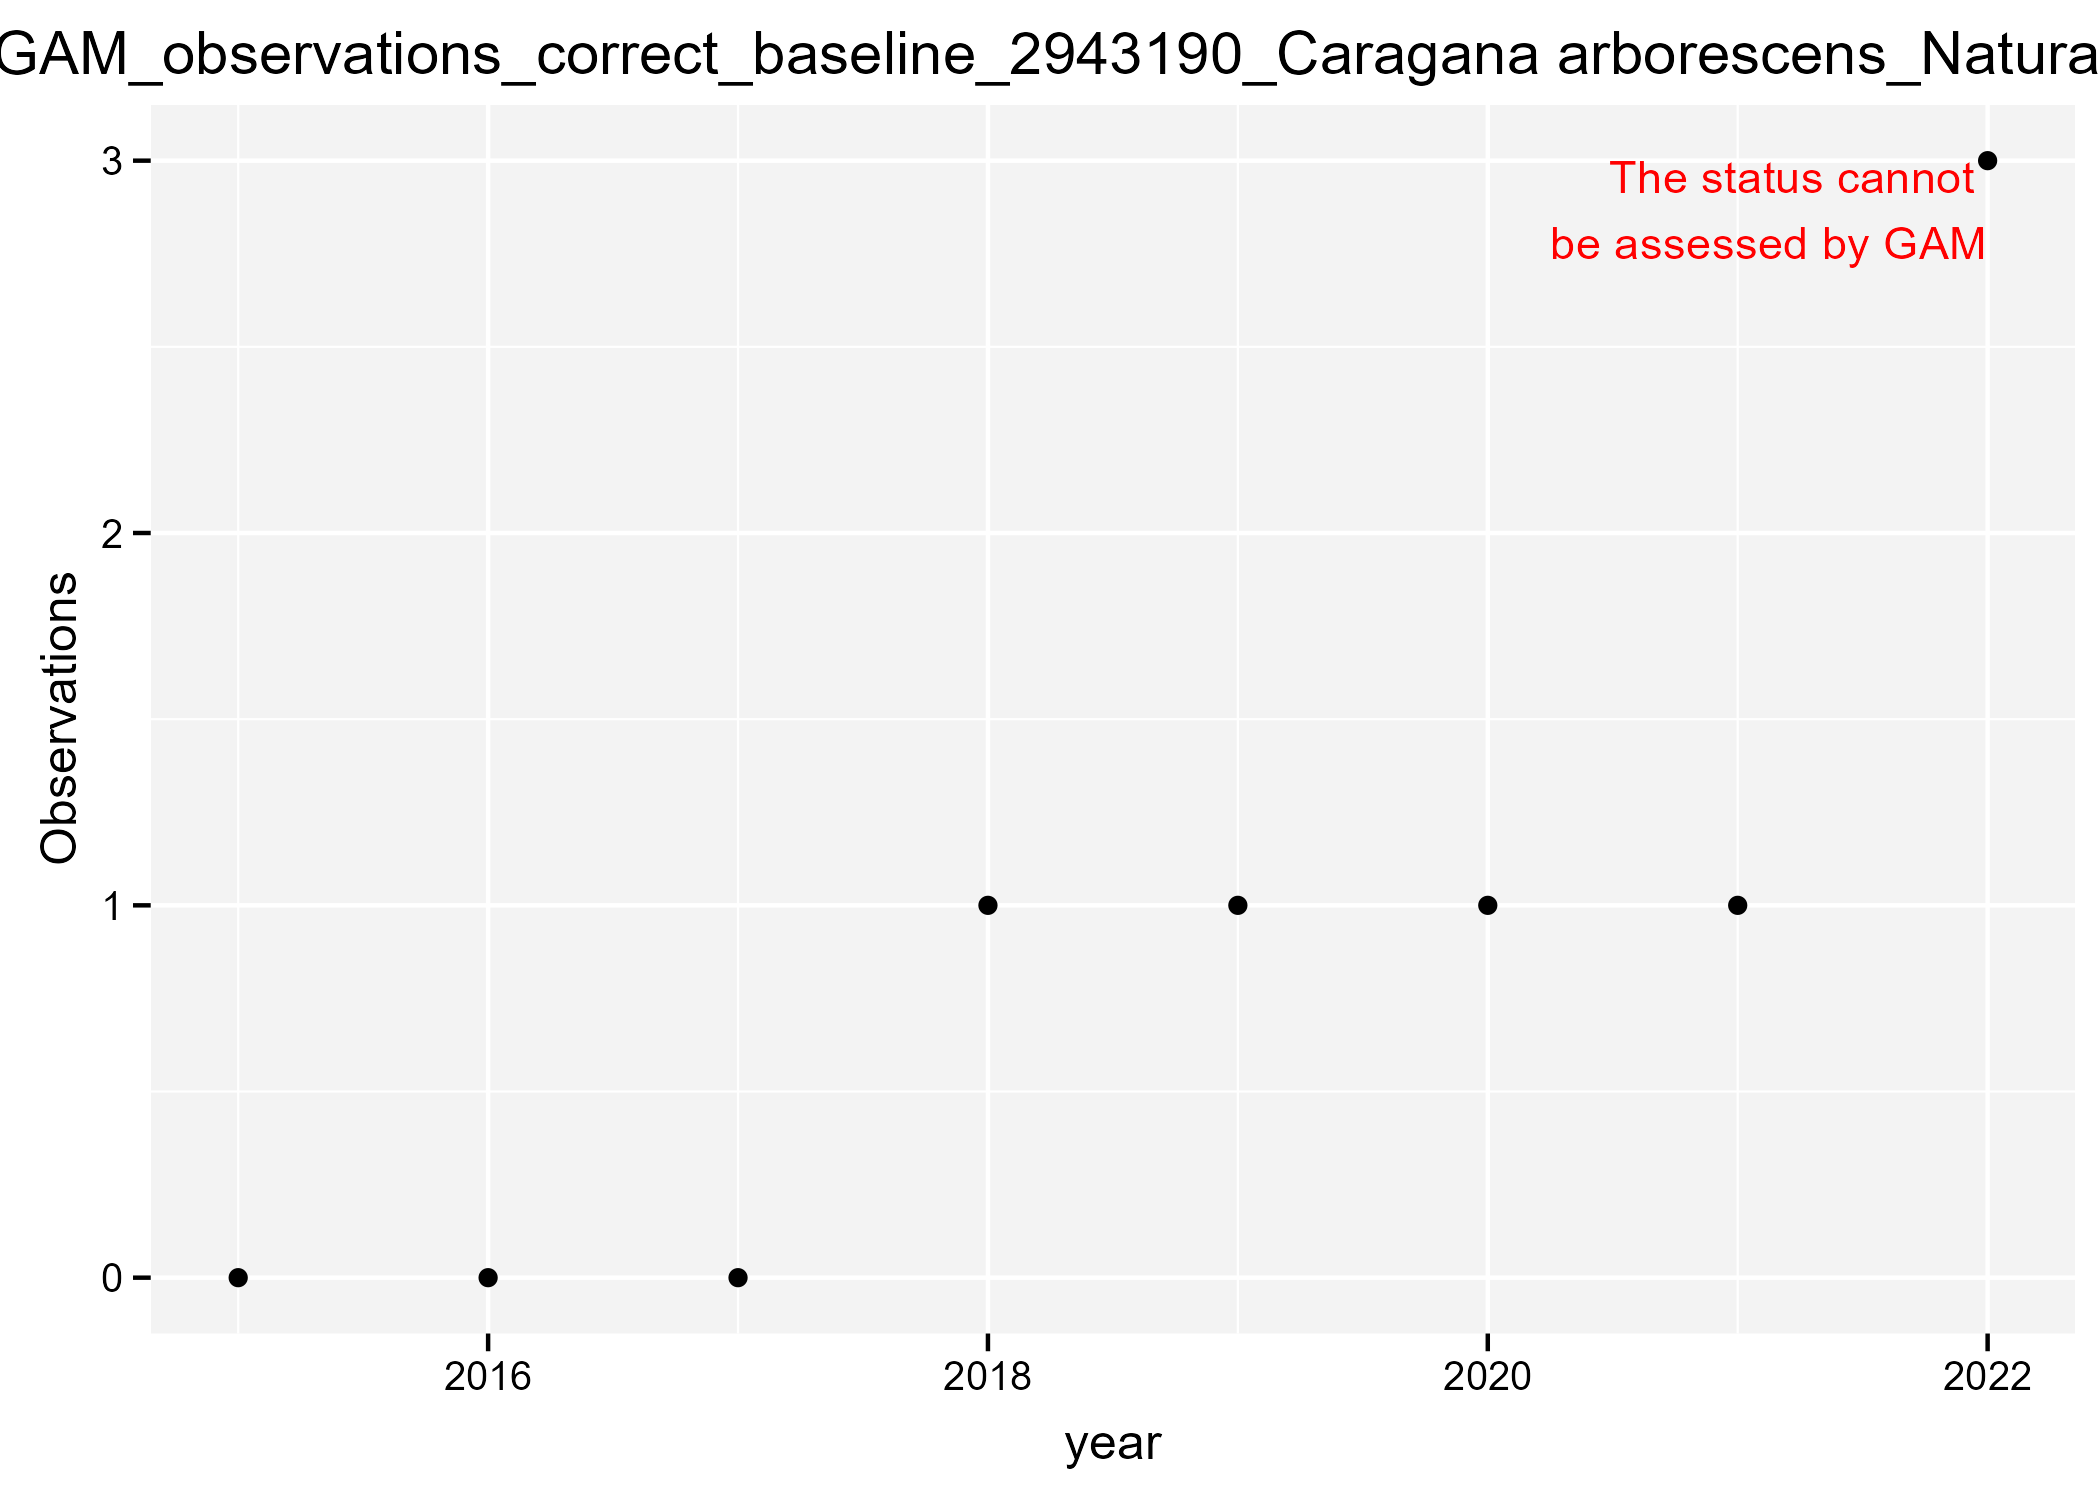 GAM_observations_correct_baseline_2943190_Caragana arborescens_Natura
3
The status cannot
be assessed by GAM
2
Observations
1
0
2016 2018 2020 2022
year